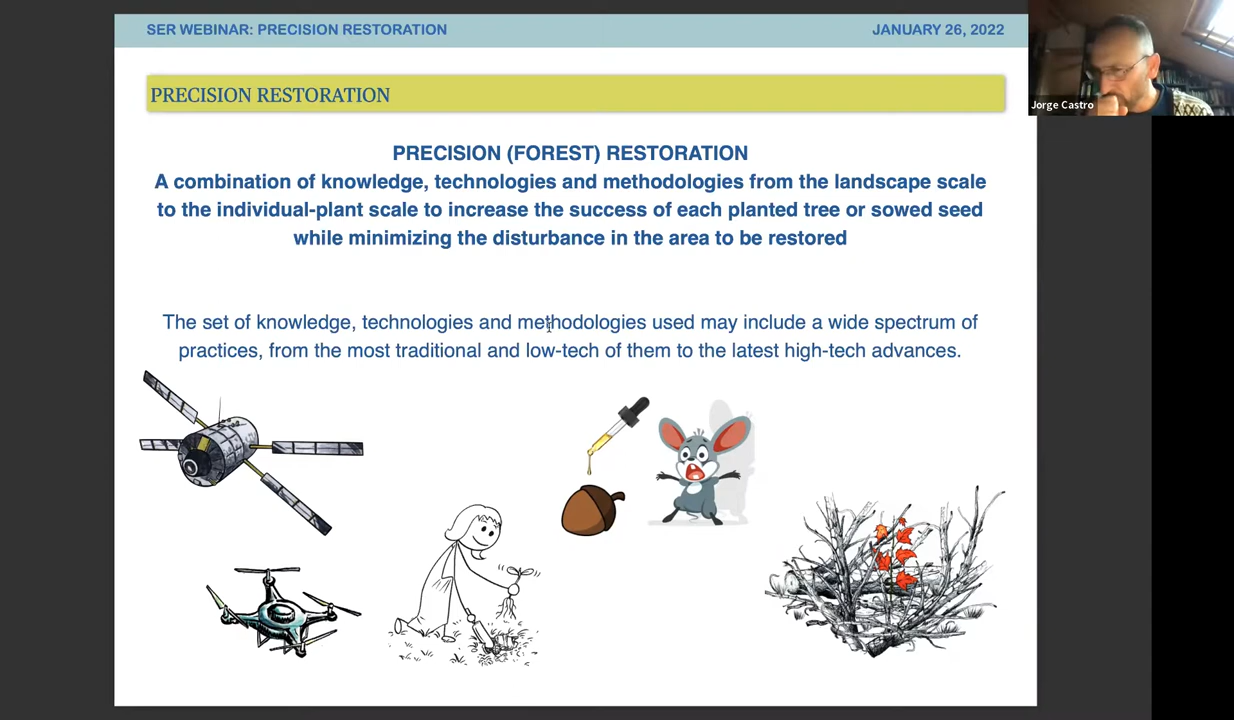 SER WEBINAR: PRECISION RESTORATION
JANUARY 26, 2022
Jorge Castro
PRECISION RESTORATION
PRECISION (FOREST) RESTORATION
A combination of knowledge, technologies and methodologies from the landscape scale
to the individual-plant scale to increase the success of each planted tree or sowed seed
while minimizing the disturbance in the area to be restored
The set of knowledge, technologies and methodologies used may include a wide spectrum of
practices, from the most traditional and low-tech of them to the latest high-tech advances.